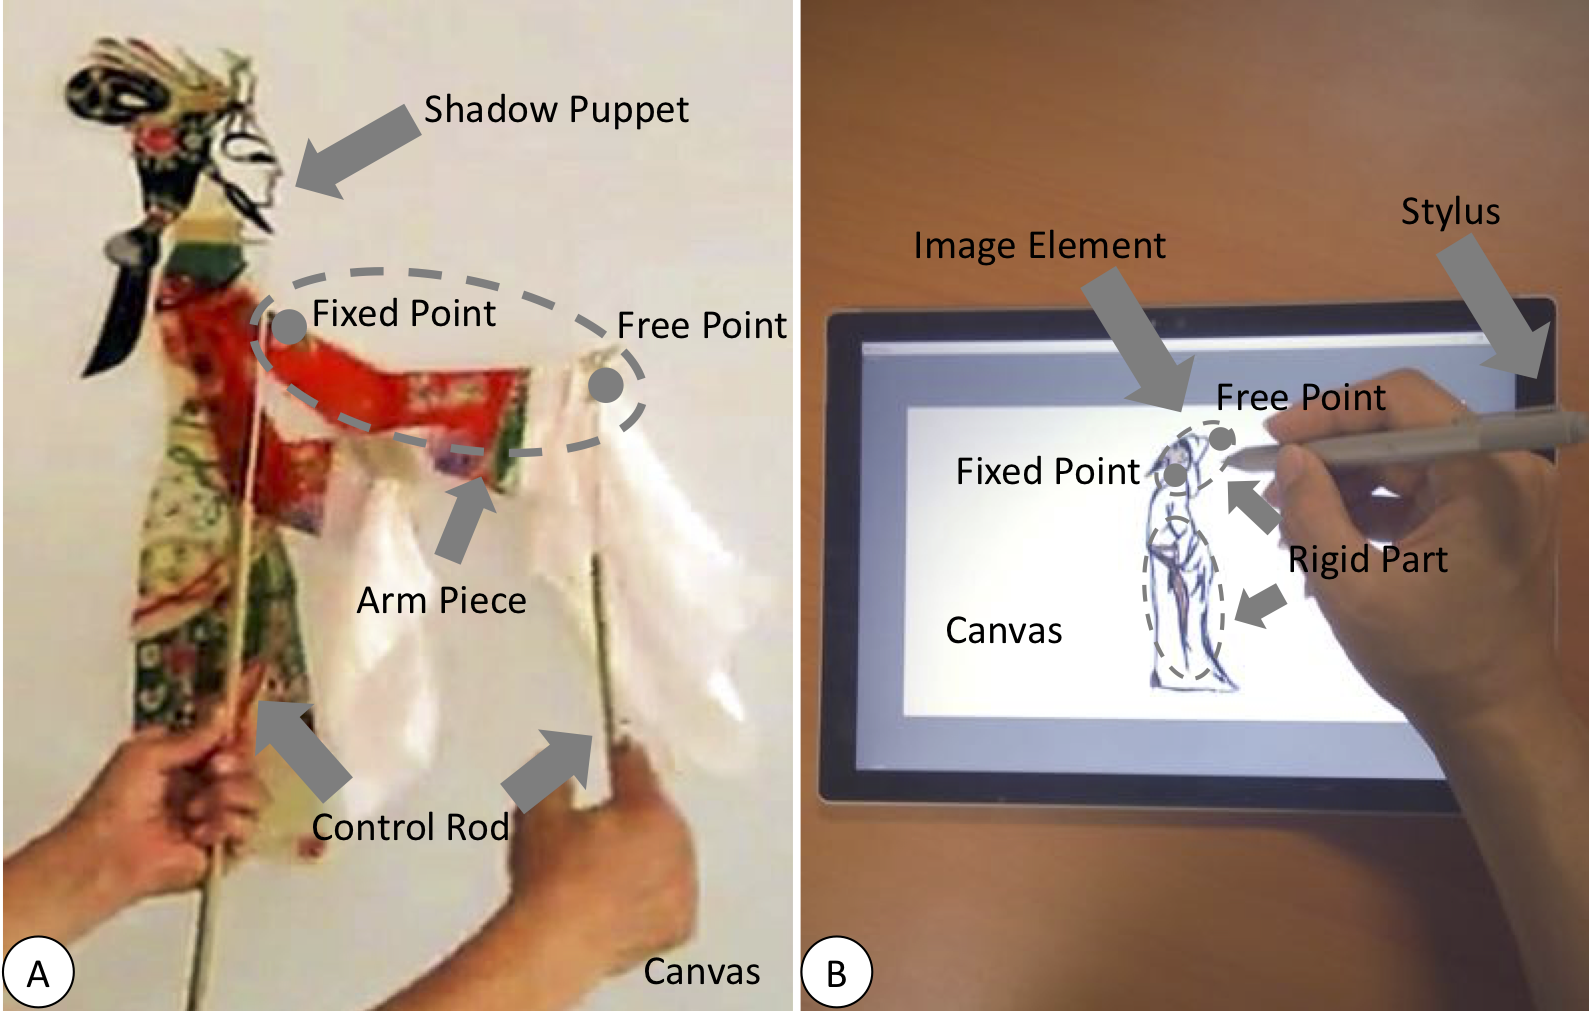 Shadow Puppet
Fixed Point
Free Point
Arm Piece
Control Rod
Canvas
A
Stylus
Image Element
Free Point
Fixed Point
Rigid Part
Canvas
B